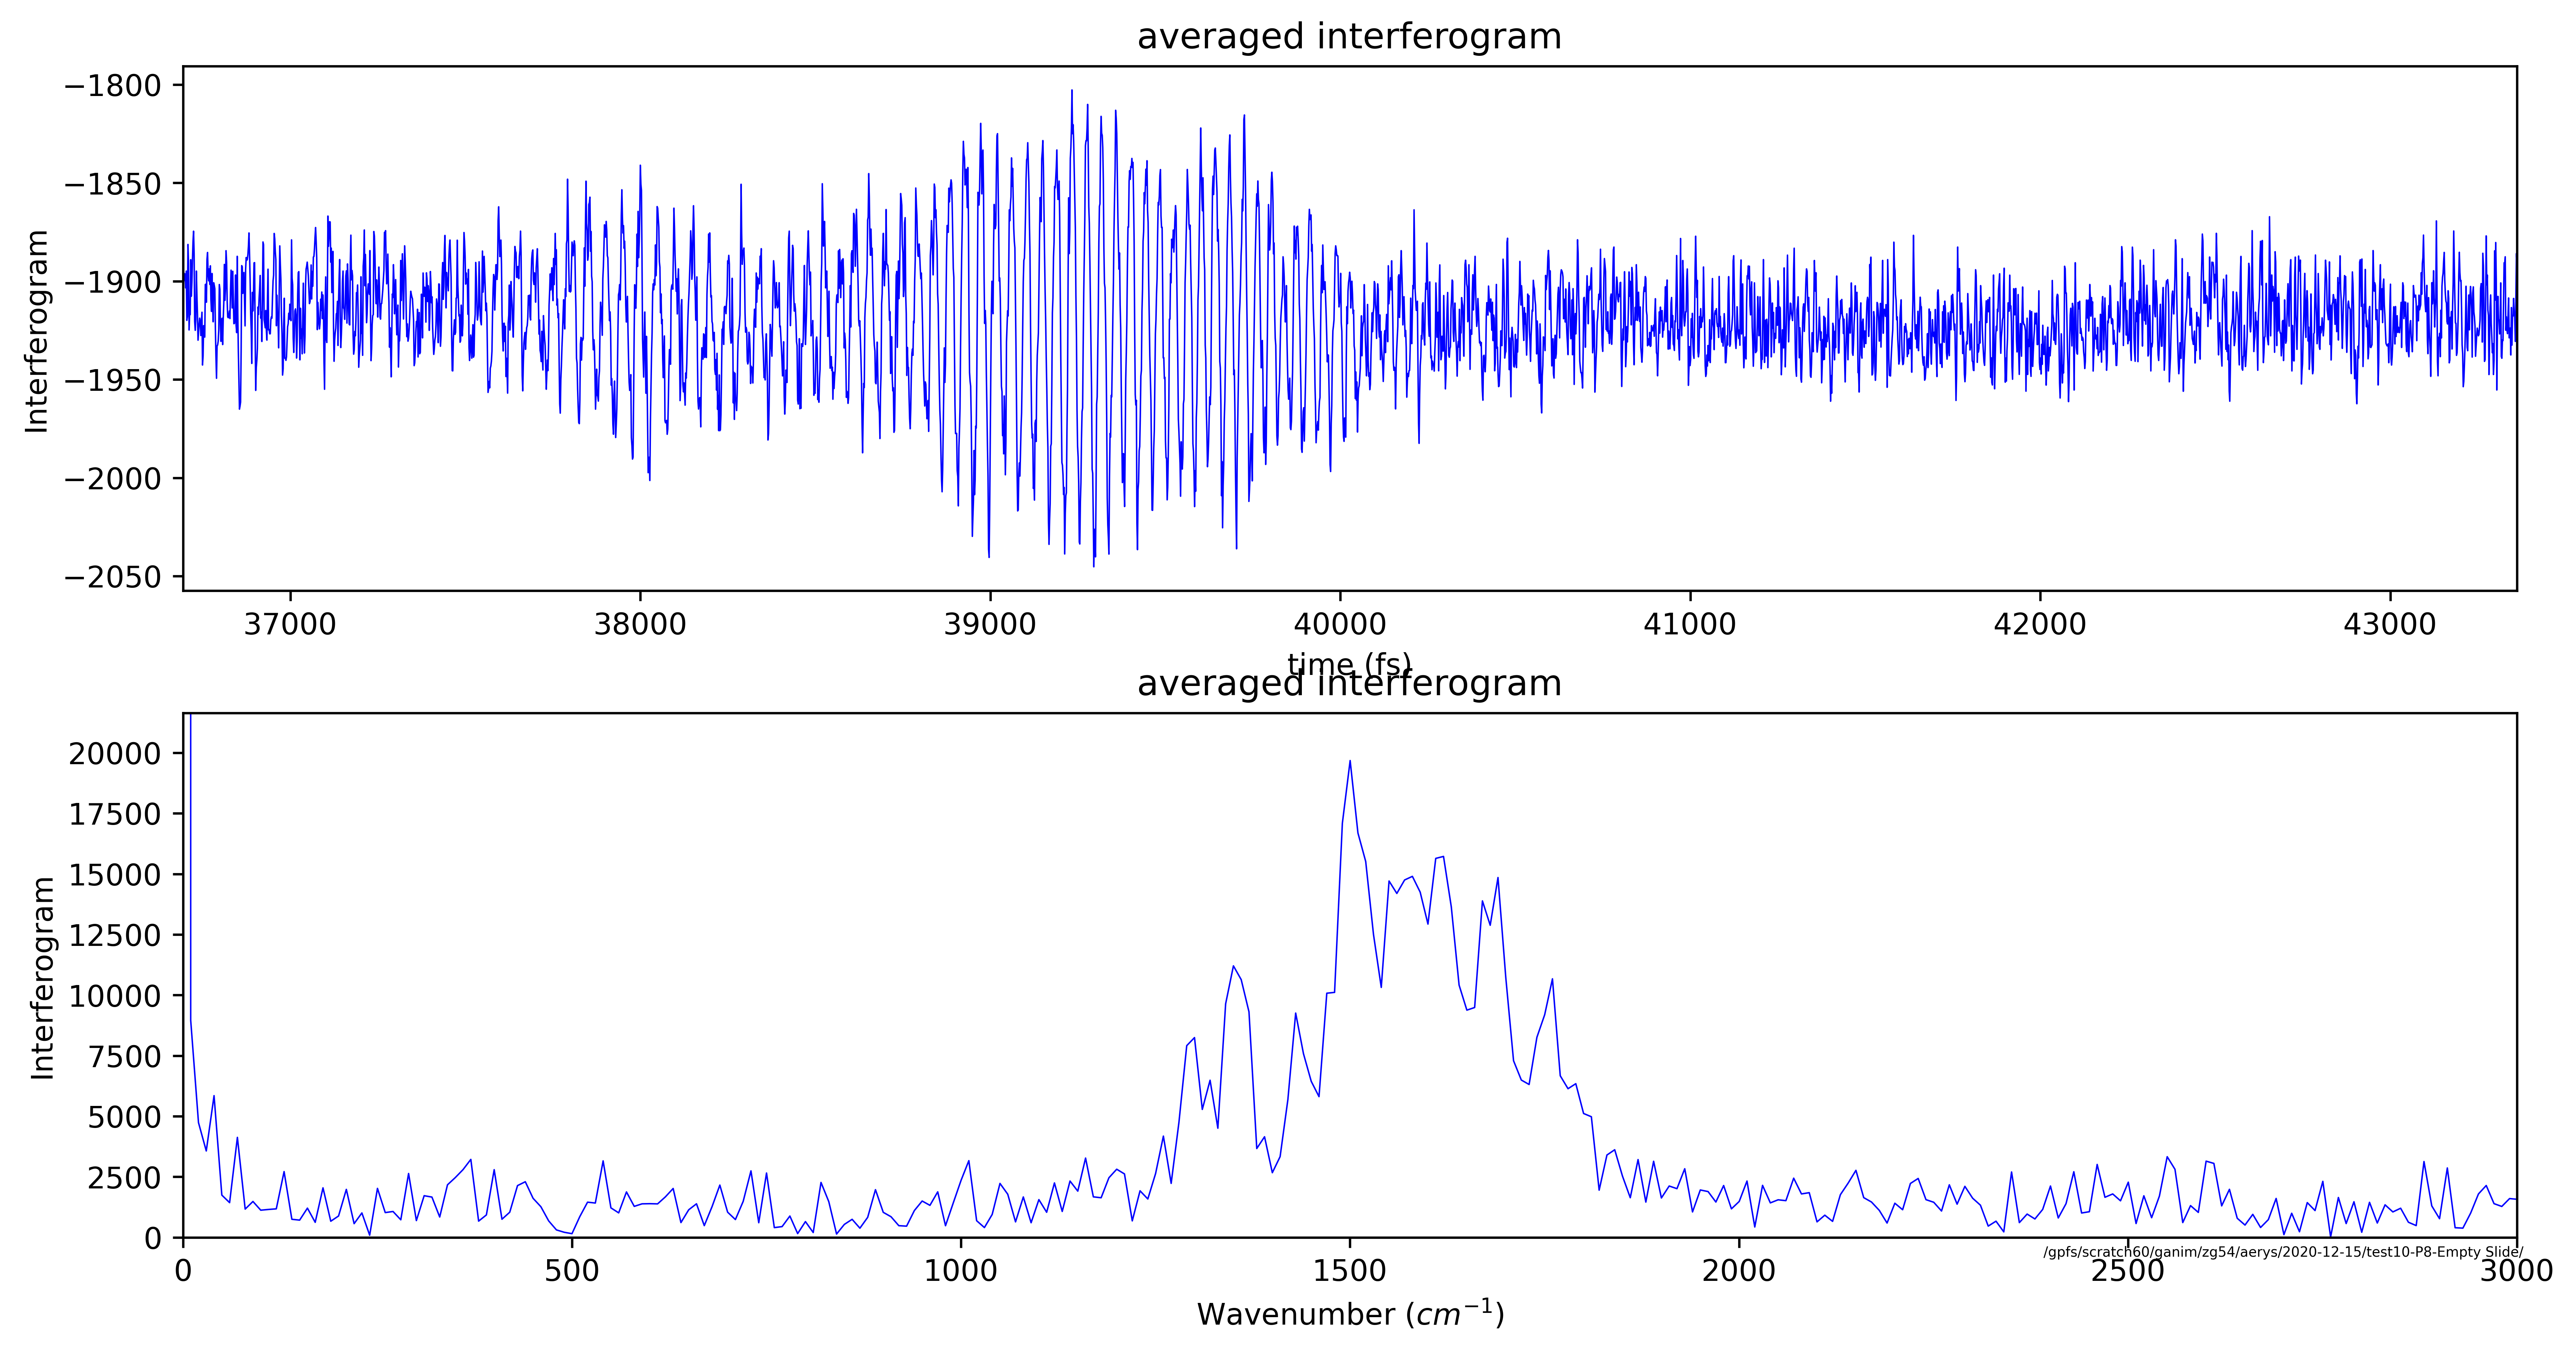 averaged interferogram
Interferogram
−1800
−1850
−1900
−1950
−2000
−2050
37000 38000 39000 40000 41000 42000 43000
time (fs)
averaged interferogram
Interferogram
20000
17500
15000
12500
10000
7500
5000
2500
0
/gpfs/scratch60/ganim/zg54/aerys/2020-12-15/test10-P8-Empty Slide/
0 500 1000 1500 2000 2500 3000
Wavenumber (cm⁻¹)